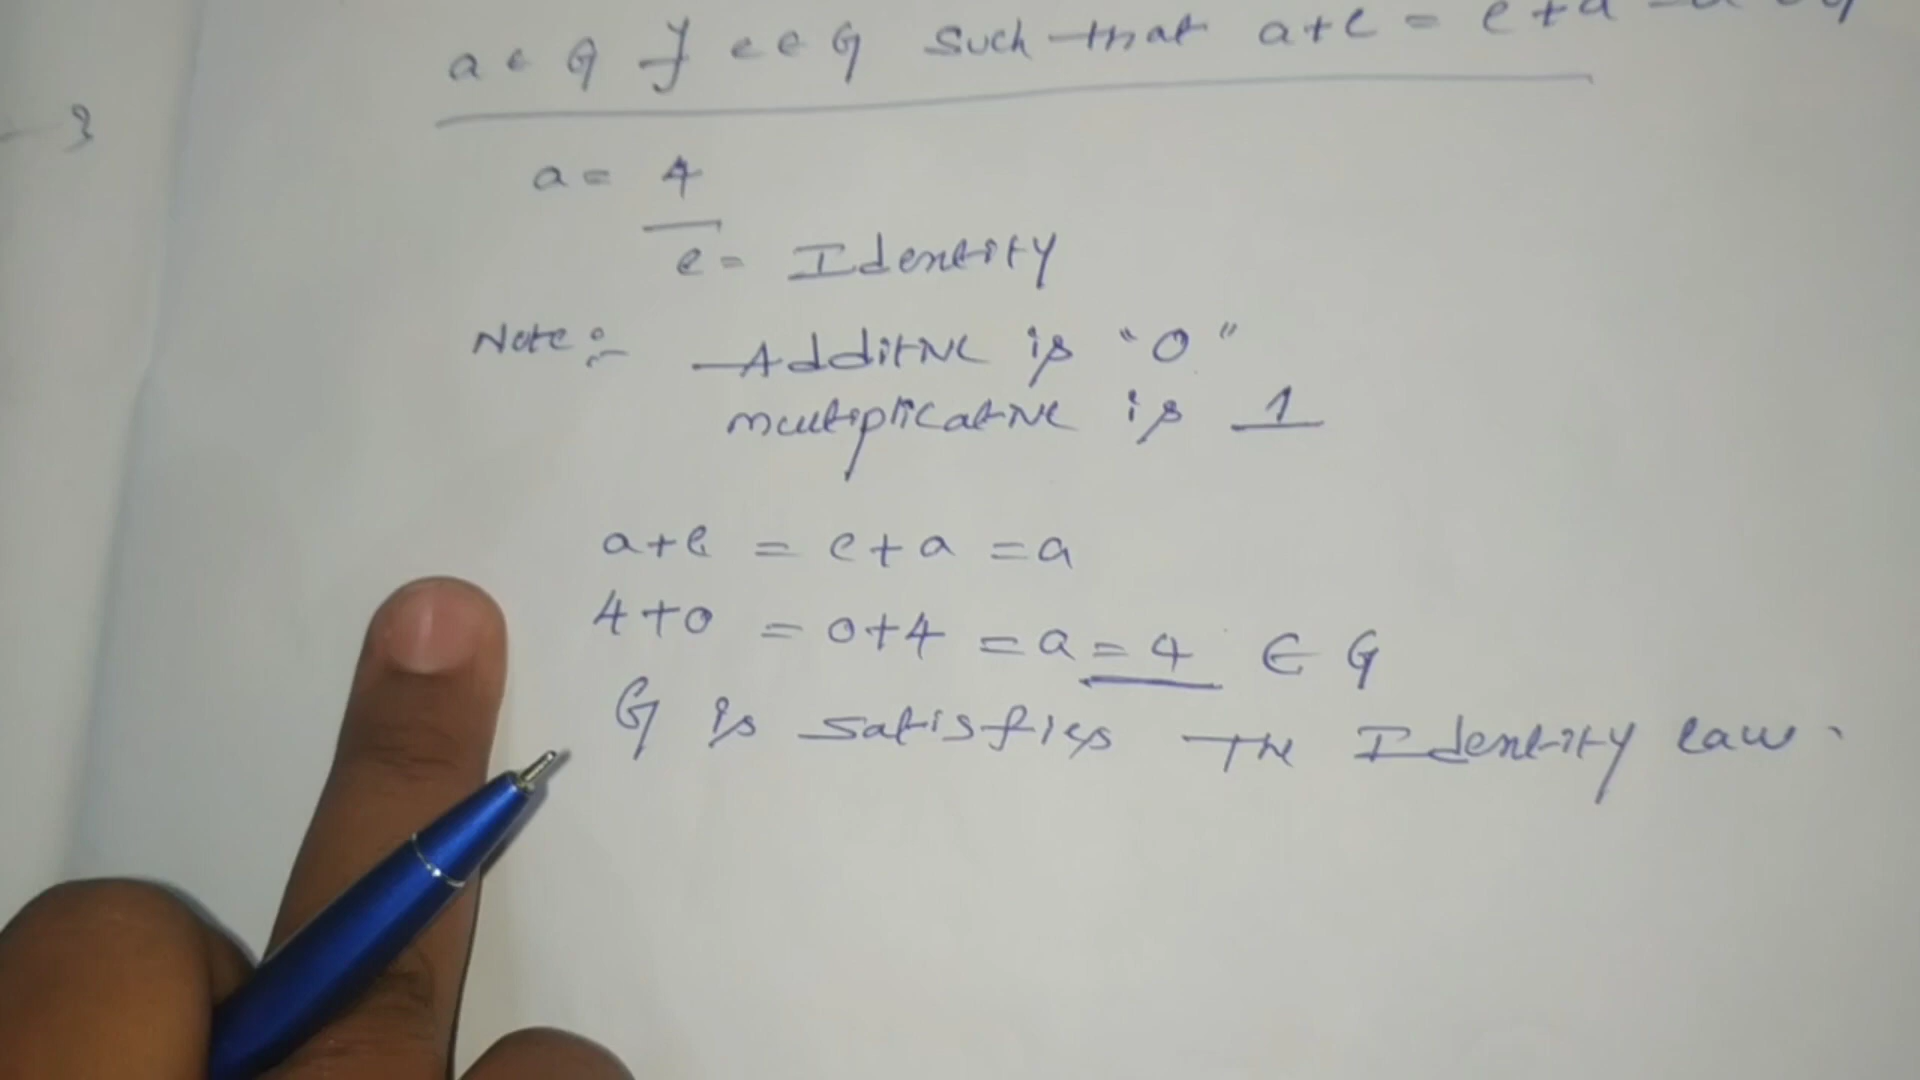 a ∈ G ∃ e ∈ G such that a+e = e+a
3
a = 4
e = Identity
Note :- Additive is "0"
multiplicative is 1
a+e = e+a = a
4+0 = 0+4 = a = 4 ∈ G
G is satisfies The Identity law.